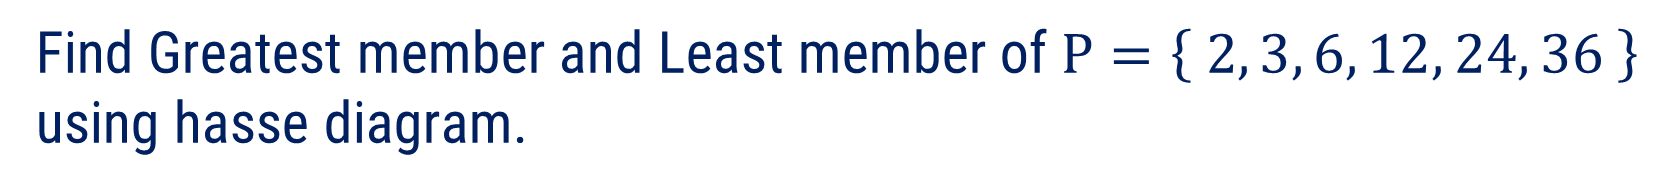 Find Greatest member and Least member of P = { 2, 3, 6, 12, 24, 36 }
using hasse diagram.